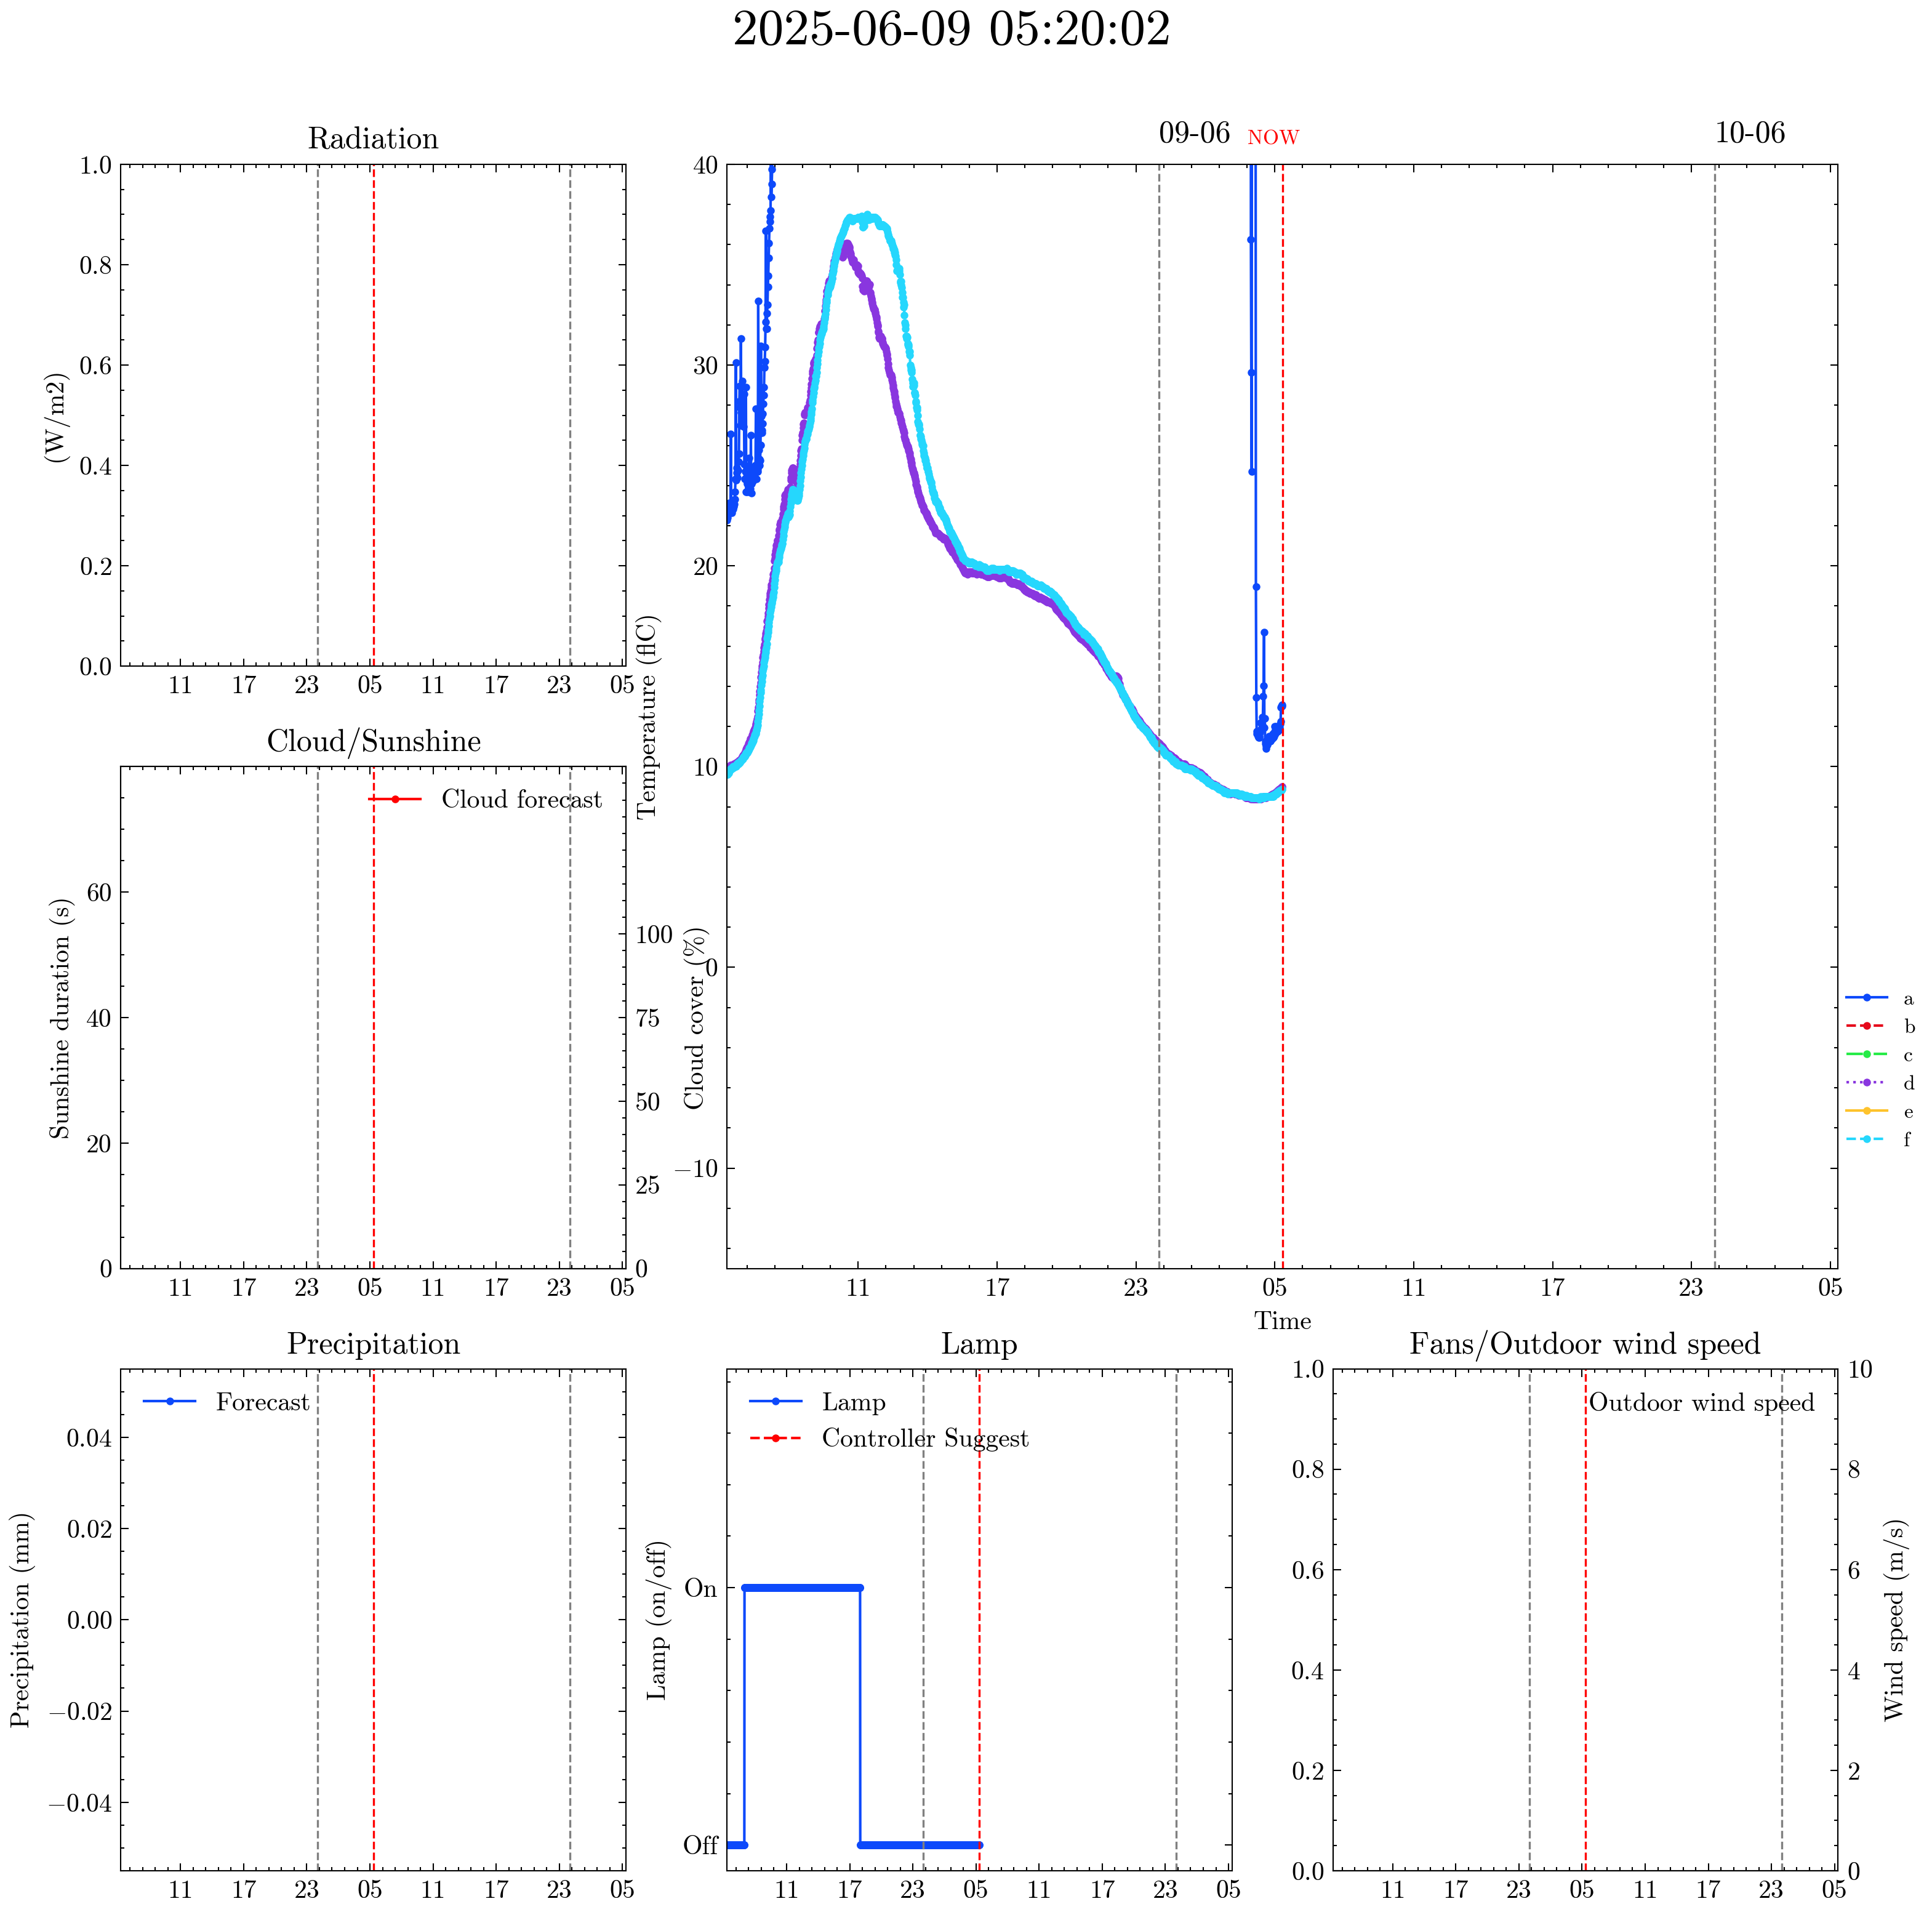 2025-06-09 05:20:02
Radiation
(W/m2)
1.0
0.8
0.6
0.4
0.2
0.0
11 17 23 05 11 17 23 05
09-06 NOW 10-06
Temperature (flC)
40
30
20
10
0
−10
11 17 23 05 11 17 23 05
Time
a
b
c
d
e
f
Cloud/Sunshine
Cloud forecast
Sunshine duration (s)
60
40
20
0
Cloud cover (%)
100
75
50
25
0
11 17 23 05 11 17 23 05
Precipitation
Forecast
Precipitation (mm)
0.04
0.02
0.00
−0.02
−0.04
11 17 23 05 11 17 23 05
Lamp
Lamp
Controller Suggest
Lamp (on/off)
On
Off
11 17 23 05 11 17 23 05
Fans/Outdoor wind speed
Outdoor wind speed
1.0
0.8
0.6
0.4
0.2
0.0
10
8
6
4
2
0
Wind speed (m/s)
11 17 23 05 11 17 23 05